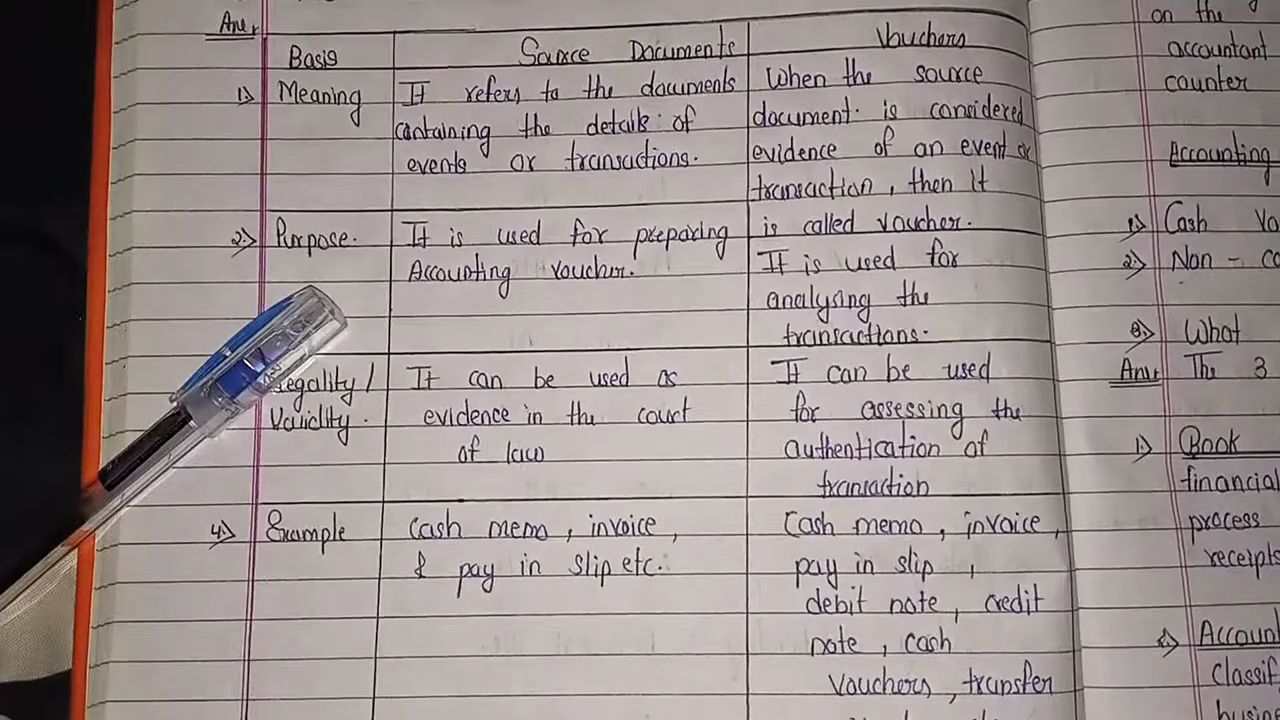 Ans.
Basis Source Documents Vouchers
1) Meaning It refers to the documents
containing the details of
events or transactions.
When the source
document is considered
evidence of an event or
transaction, then it
is called voucher.
2) Purpose. It is used for preparing
Accounting voucher.
It is used for
analysing the
transactions.
Legality/
Validity.
It can be used as
evidence in the court
of law
It can be used
for assessing the
authentication of
transaction
4) Example Cash memo, invoice,
& pay in slip etc.
Cash memo, invoice,
pay in slip,
debit note, credit
note, cash
vouchers, transfer
on the
accountant
counter
Accounting
1) Cash
2) Non -
8) What
Ans. The 3
1) Book
financial
process
receipts
2)